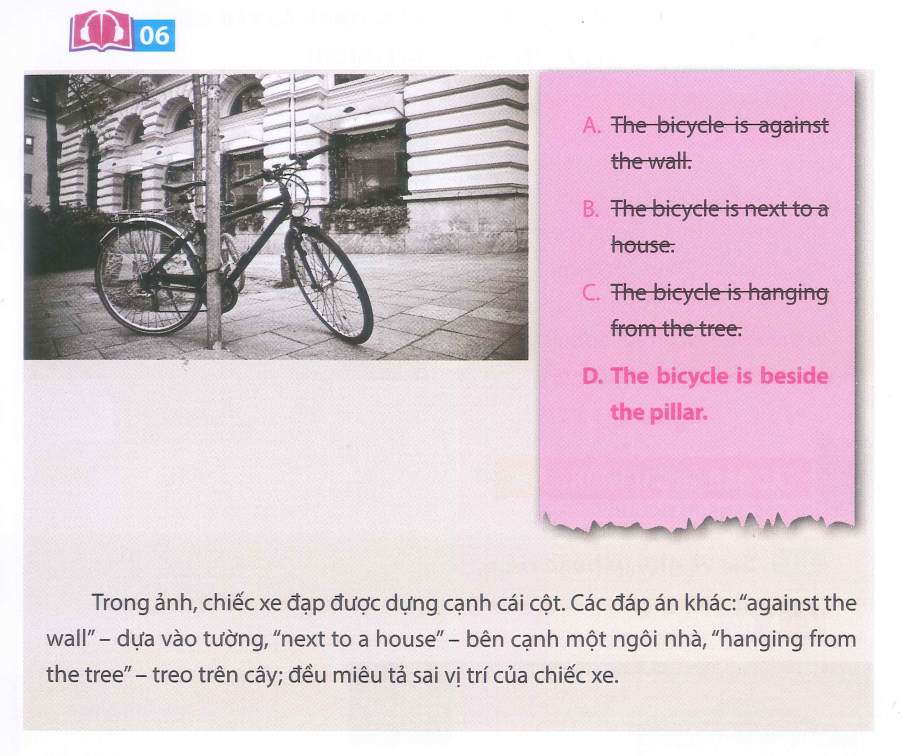 06
A. The bicycle is against
the wall.
B. The bicycle is next to a
house.
C. The bicycle is hanging
from the tree.
D. The bicycle is beside
the pillar.
Trong ảnh, chiếc xe đạp được dựng cạnh cái cột. Các đáp án khác: “against the
wall” – dựa vào tường, “next to a house” – bên cạnh một ngôi nhà, “hanging from
the tree” – treo trên cây; đều miêu tả sai vị trí của chiếc xe.